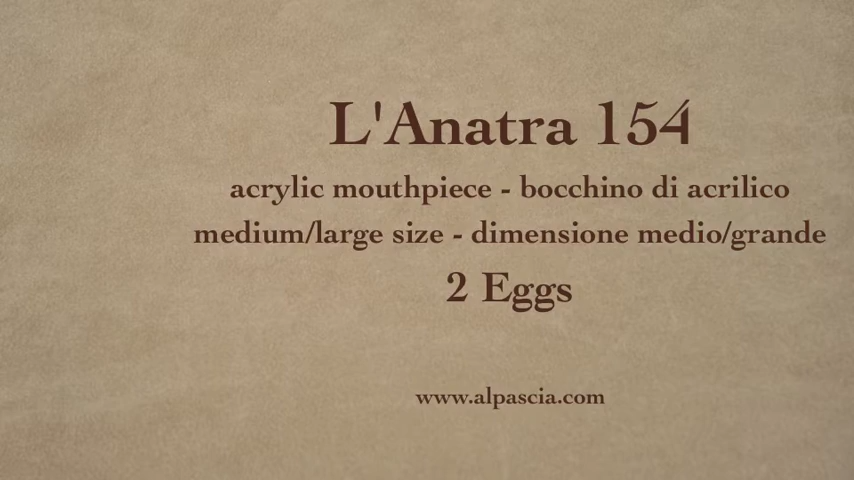 L'Anatra 154
acrylic mouthpiece - bocchino di acrilico
medium/large size - dimensione medio/grande
2 Eggs
www.alpascia.com